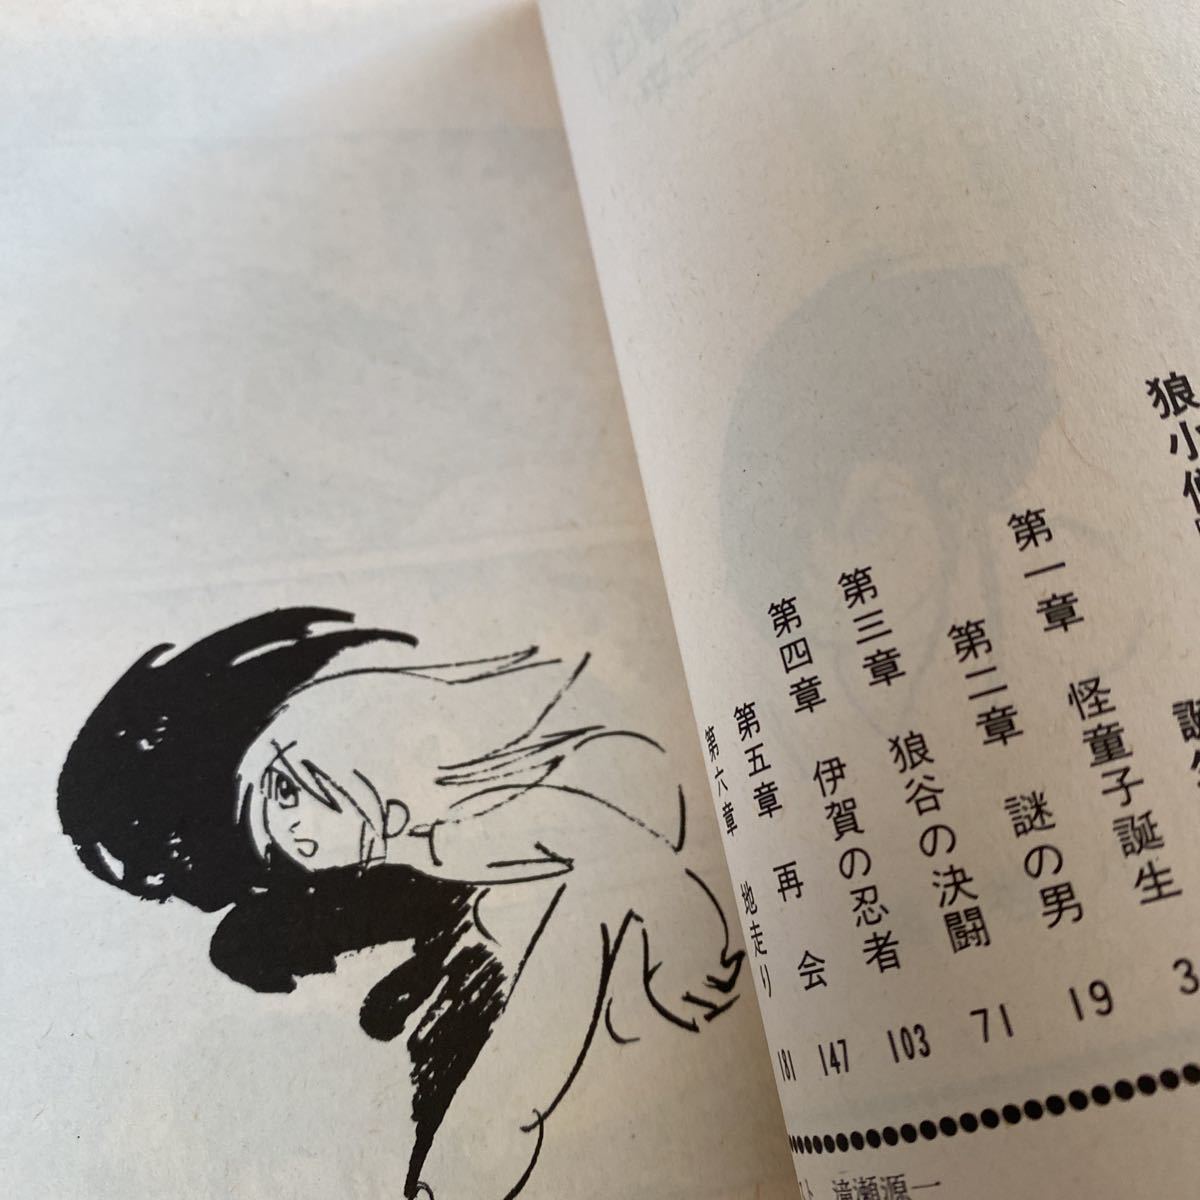 狼小僧
第一章 怪童子誕生 3
第二章 謎の男 19
第三章 狼谷の決闘 71
第四章 伊賀の忍者 103
第五章 再会 147
第六章 地走り 181
滝瀬源一